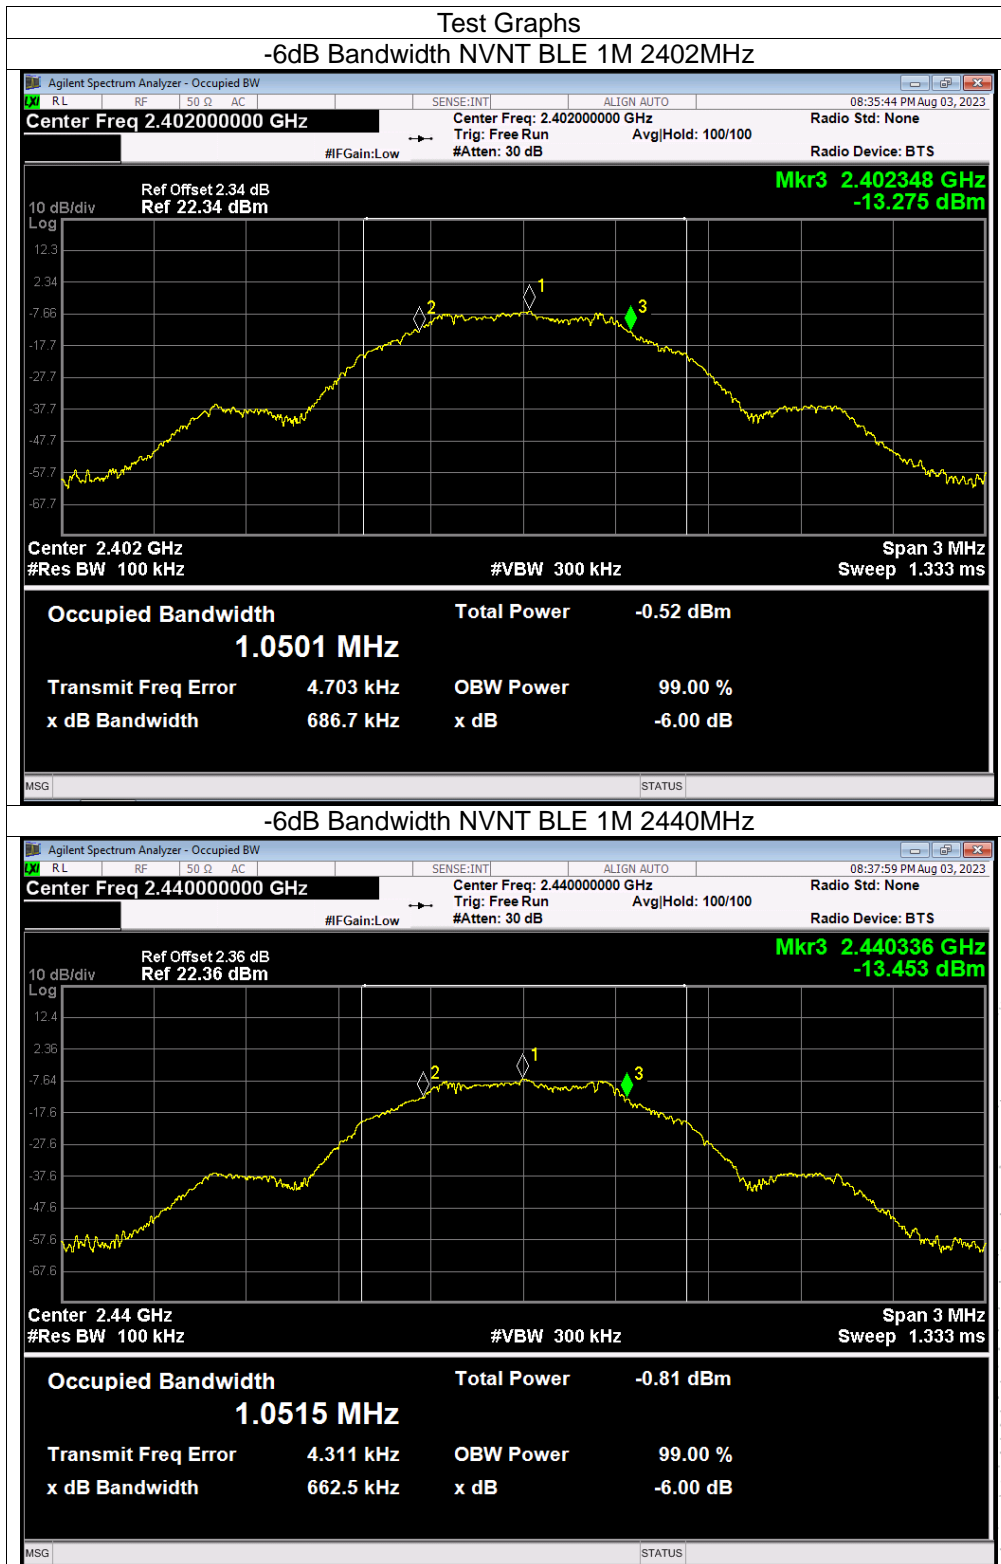 Test Graphs
-6dB Bandwidth NVNT BLE 1M 2402MHz
Agilent Spectrum Analyzer - Occupied BW
LXI RL RF 50 Ω AC SENSE:INT ALIGN AUTO 08:35:44 PM Aug 03, 2023
Center Freq 2.402000000 GHz Center Freq: 2.402000000 GHz Radio Std: None
Trig: Free Run Avg|Hold: 100/100
#IFGain:Low #Atten: 30 dB Radio Device: BTS
Mkr3 2.402348 GHz
Ref Offset 2.34 dB -13.275 dBm
10 dB/div Ref 22.34 dBm
Log
12.3
2.34
1
2 3
-7.66
-17.7
-27.7
-37.7
-47.7
-57.7
-67.7
Center 2.402 GHz Span 3 MHz
#Res BW 100 kHz #VBW 300 kHz Sweep 1.333 ms
Occupied Bandwidth Total Power -0.52 dBm
1.0501 MHz
Transmit Freq Error 4.703 kHz OBW Power 99.00 %
x dB Bandwidth 686.7 kHz x dB -6.00 dB
MSG STATUS
-6dB Bandwidth NVNT BLE 1M 2440MHz
Agilent Spectrum Analyzer - Occupied BW
LXI RL RF 50 Ω AC SENSE:INT ALIGN AUTO 08:37:59 PM Aug 03, 2023
Center Freq 2.440000000 GHz Center Freq: 2.440000000 GHz Radio Std: None
Trig: Free Run Avg|Hold: 100/100
#IFGain:Low #Atten: 30 dB Radio Device: BTS
Mkr3 2.440336 GHz
Ref Offset 2.36 dB -13.453 dBm
10 dB/div Ref 22.36 dBm
Log
12.4
2.36
1
2 3
-7.64
-17.6
-27.6
-37.6
-47.6
-57.6
-67.6
Center 2.44 GHz Span 3 MHz
#Res BW 100 kHz #VBW 300 kHz Sweep 1.333 ms
Occupied Bandwidth Total Power -0.81 dBm
1.0515 MHz
Transmit Freq Error 4.311 kHz OBW Power 99.00 %
x dB Bandwidth 662.5 kHz x dB -6.00 dB
MSG STATUS